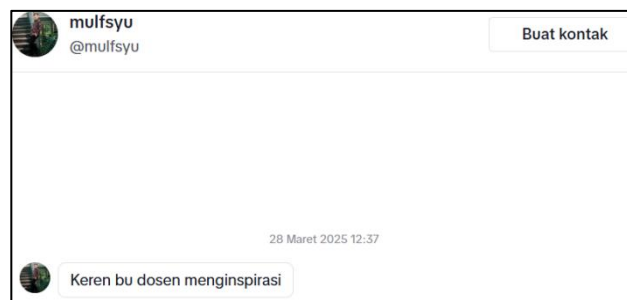 mulfsyu
@mulfsyu
Buat kontak
28 Maret 2025 12:37
Keren bu dosen menginspirasi